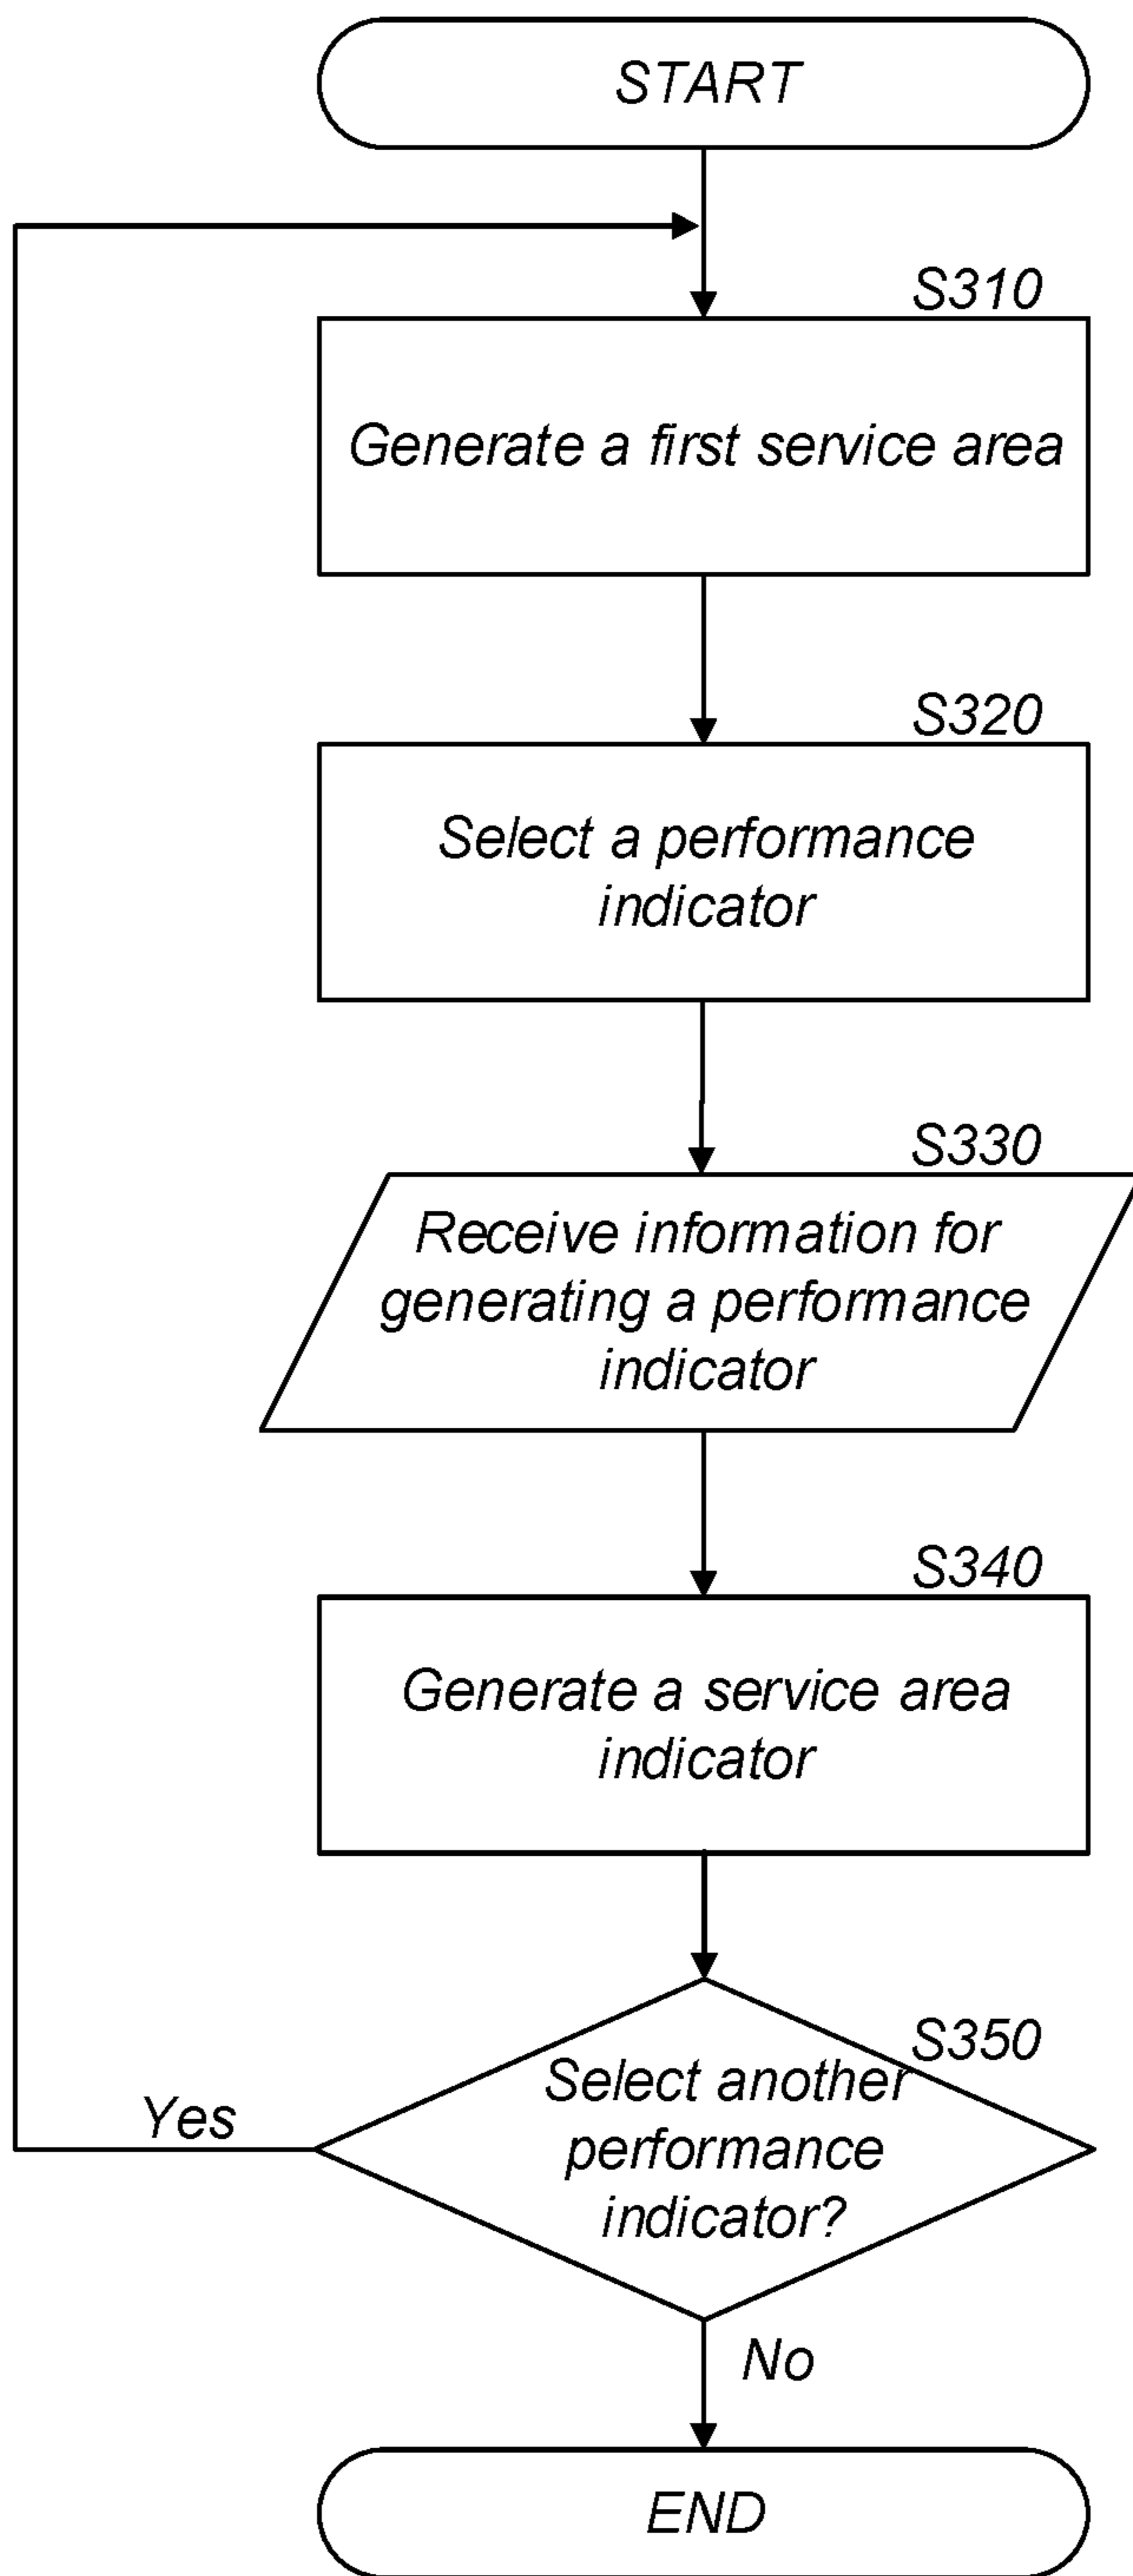 START
S310
Generate a first service area
S320
Select a performance
indicator
S330
Receive information for
generating a performance
indicator
S340
Generate a service area
indicator
S350
Select another
performance
indicator?
Yes
No
END